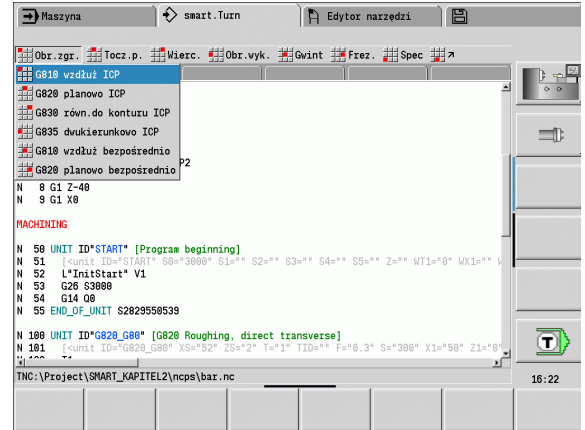 Maszyna
smart.Turn
Edytor narzędzi
Obr.zgr. Tocz.p. Wierc. Obr.wyk. Gwint Frez. Spec
G810 wzdłuż ICP
G820 planowo ICP
G830 równ.do konturu ICP
G835 dwukierunkowo ICP
G810 wzdłuż bezpośrednio
G820 planowo bezpośrednio
P2
N 8 G1 Z-40
N 9 G1 X0
MACHINING
N 50 UNIT ID"START" [Program beginning]
N 51 [<unit ID="START" S0="3000" S1="" S2="" S3="" S4="" S5="" Z="" WT1="0" WX1=""
N 52 L"InitStart" V1
N 53 G26 S3000
N 54 G14 Q0
N 55 END_OF_UNIT S2829550539
N 100 UNIT ID"G820_G80" [G820 Roughing, direct transverse]
N 101 [<unit ID="G820_G80" XS="52" ZS="2" T="1" TID="" F="0.3" S="300" X1="50" Z1="0"
TNC:\Project\SMART_KAPITEL2\ncps\bar.nc
T
16:22